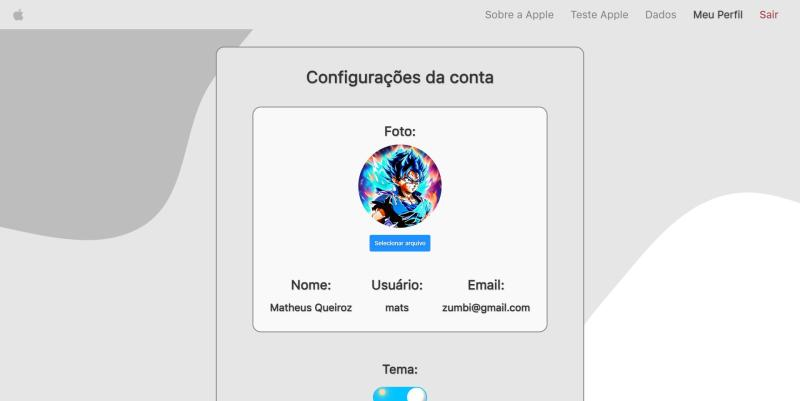 Sobre a Apple Teste Apple Dados Meu Perfil Sair
Configurações da conta
Foto:
Selecionar arquivo
Nome: Usuário: Email:
Matheus Queiroz mats zumbi@gmail.com
Tema: